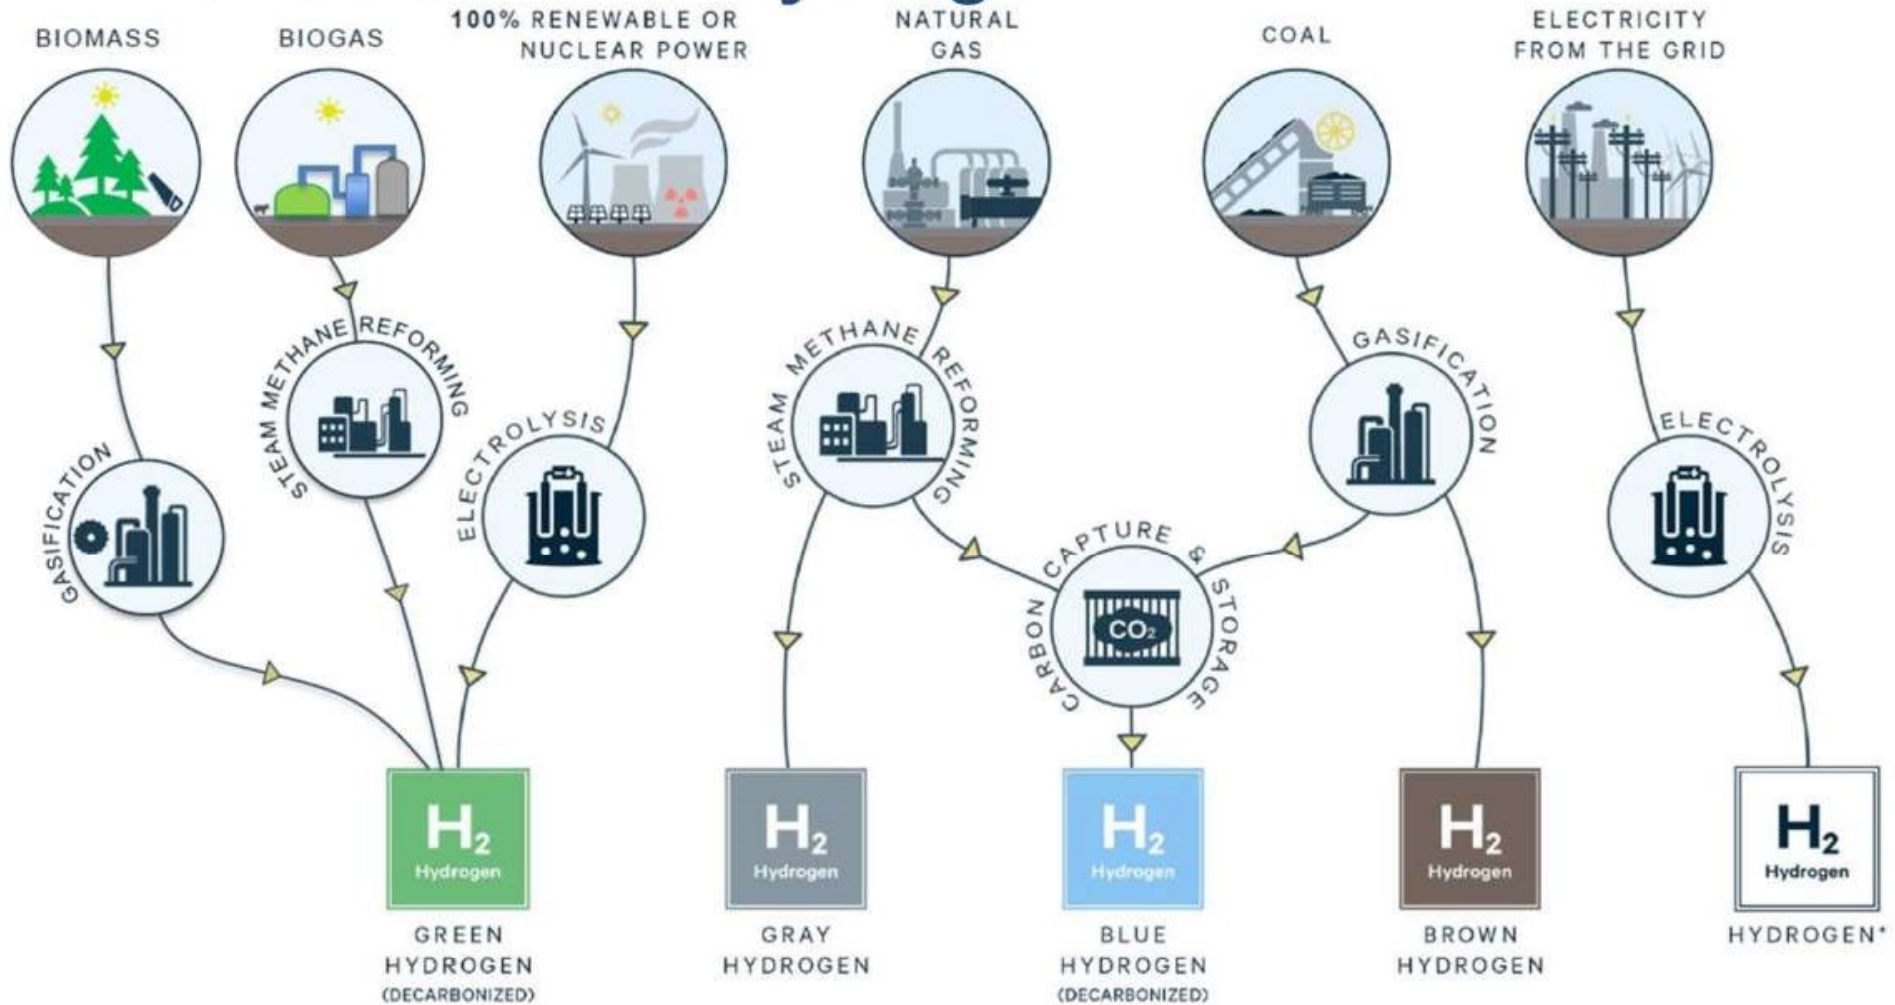 BIOMASS
BIOGAS
100% RENEWABLE OR
NUCLEAR POWER
NATURAL
GAS
COAL
ELECTRICITY
FROM THE GRID
GASIFICATION
STEAM METHANE REFORMING
ELECTROLYSIS
STEAM METHANE REFORMING
GASIFICATION
ELECTROLYSIS
CARBON CAPTURE & STORAGE
CO₂
H₂
Hydrogen
GREEN
HYDROGEN
(DECARBONIZED)
H₂
Hydrogen
GRAY
HYDROGEN
H₂
Hydrogen
BLUE
HYDROGEN
(DECARBONIZED)
H₂
Hydrogen
BROWN
HYDROGEN
H₂
Hydrogen
HYDROGEN*